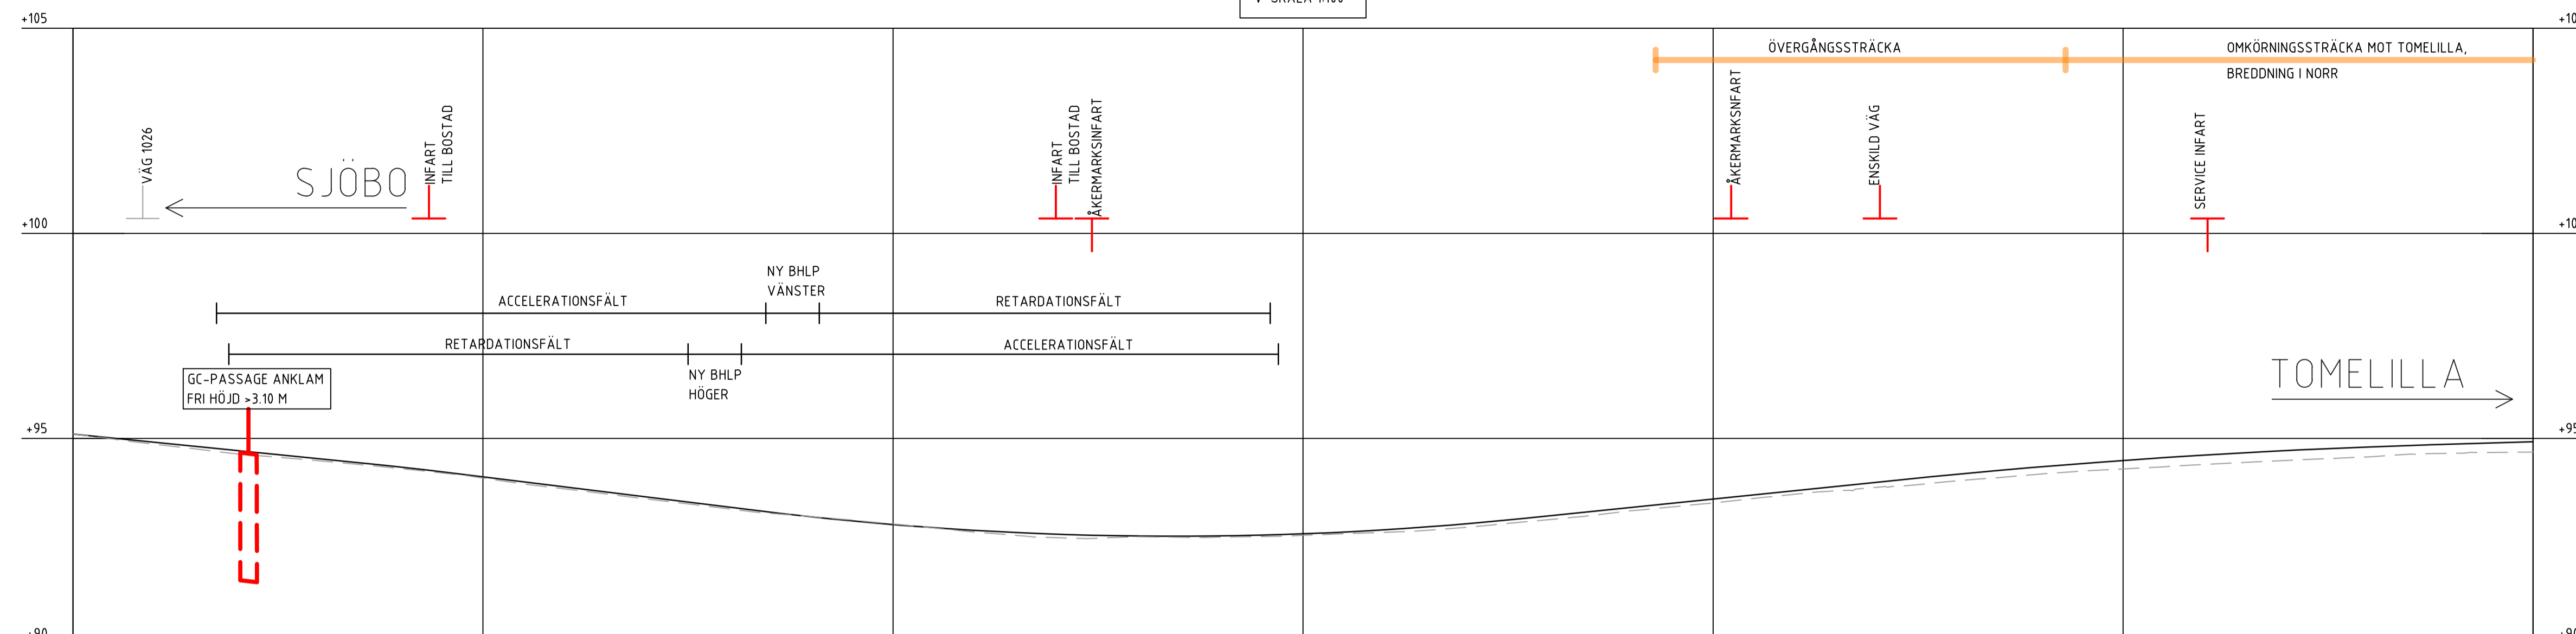 +105
ÖVERGÅNGSSTRÄCKA
OMKÖRNINGSSTRÄCKA MOT TOMELILLA,
BREDDNING I NORR
VÄG 1026
SJÖBO
INFART
TILL BOSTAD
INFART
TILL BOSTAD
ÅKERMARKSINFART
ÅKERMARKSNFART
ENSKILD VÄG
SERVICE INFART
+100
NY BHLP
VÄNSTER
ACCELERATIONSFÄLT
RETARDATIONSFÄLT
RETARDATIONSFÄLT
ACCELERATIONSFÄLT
NY BHLP
HÖGER
GC-PASSAGE ANKLAM
FRI HÖJD >3.10 M
TOMELILLA
+95
+95